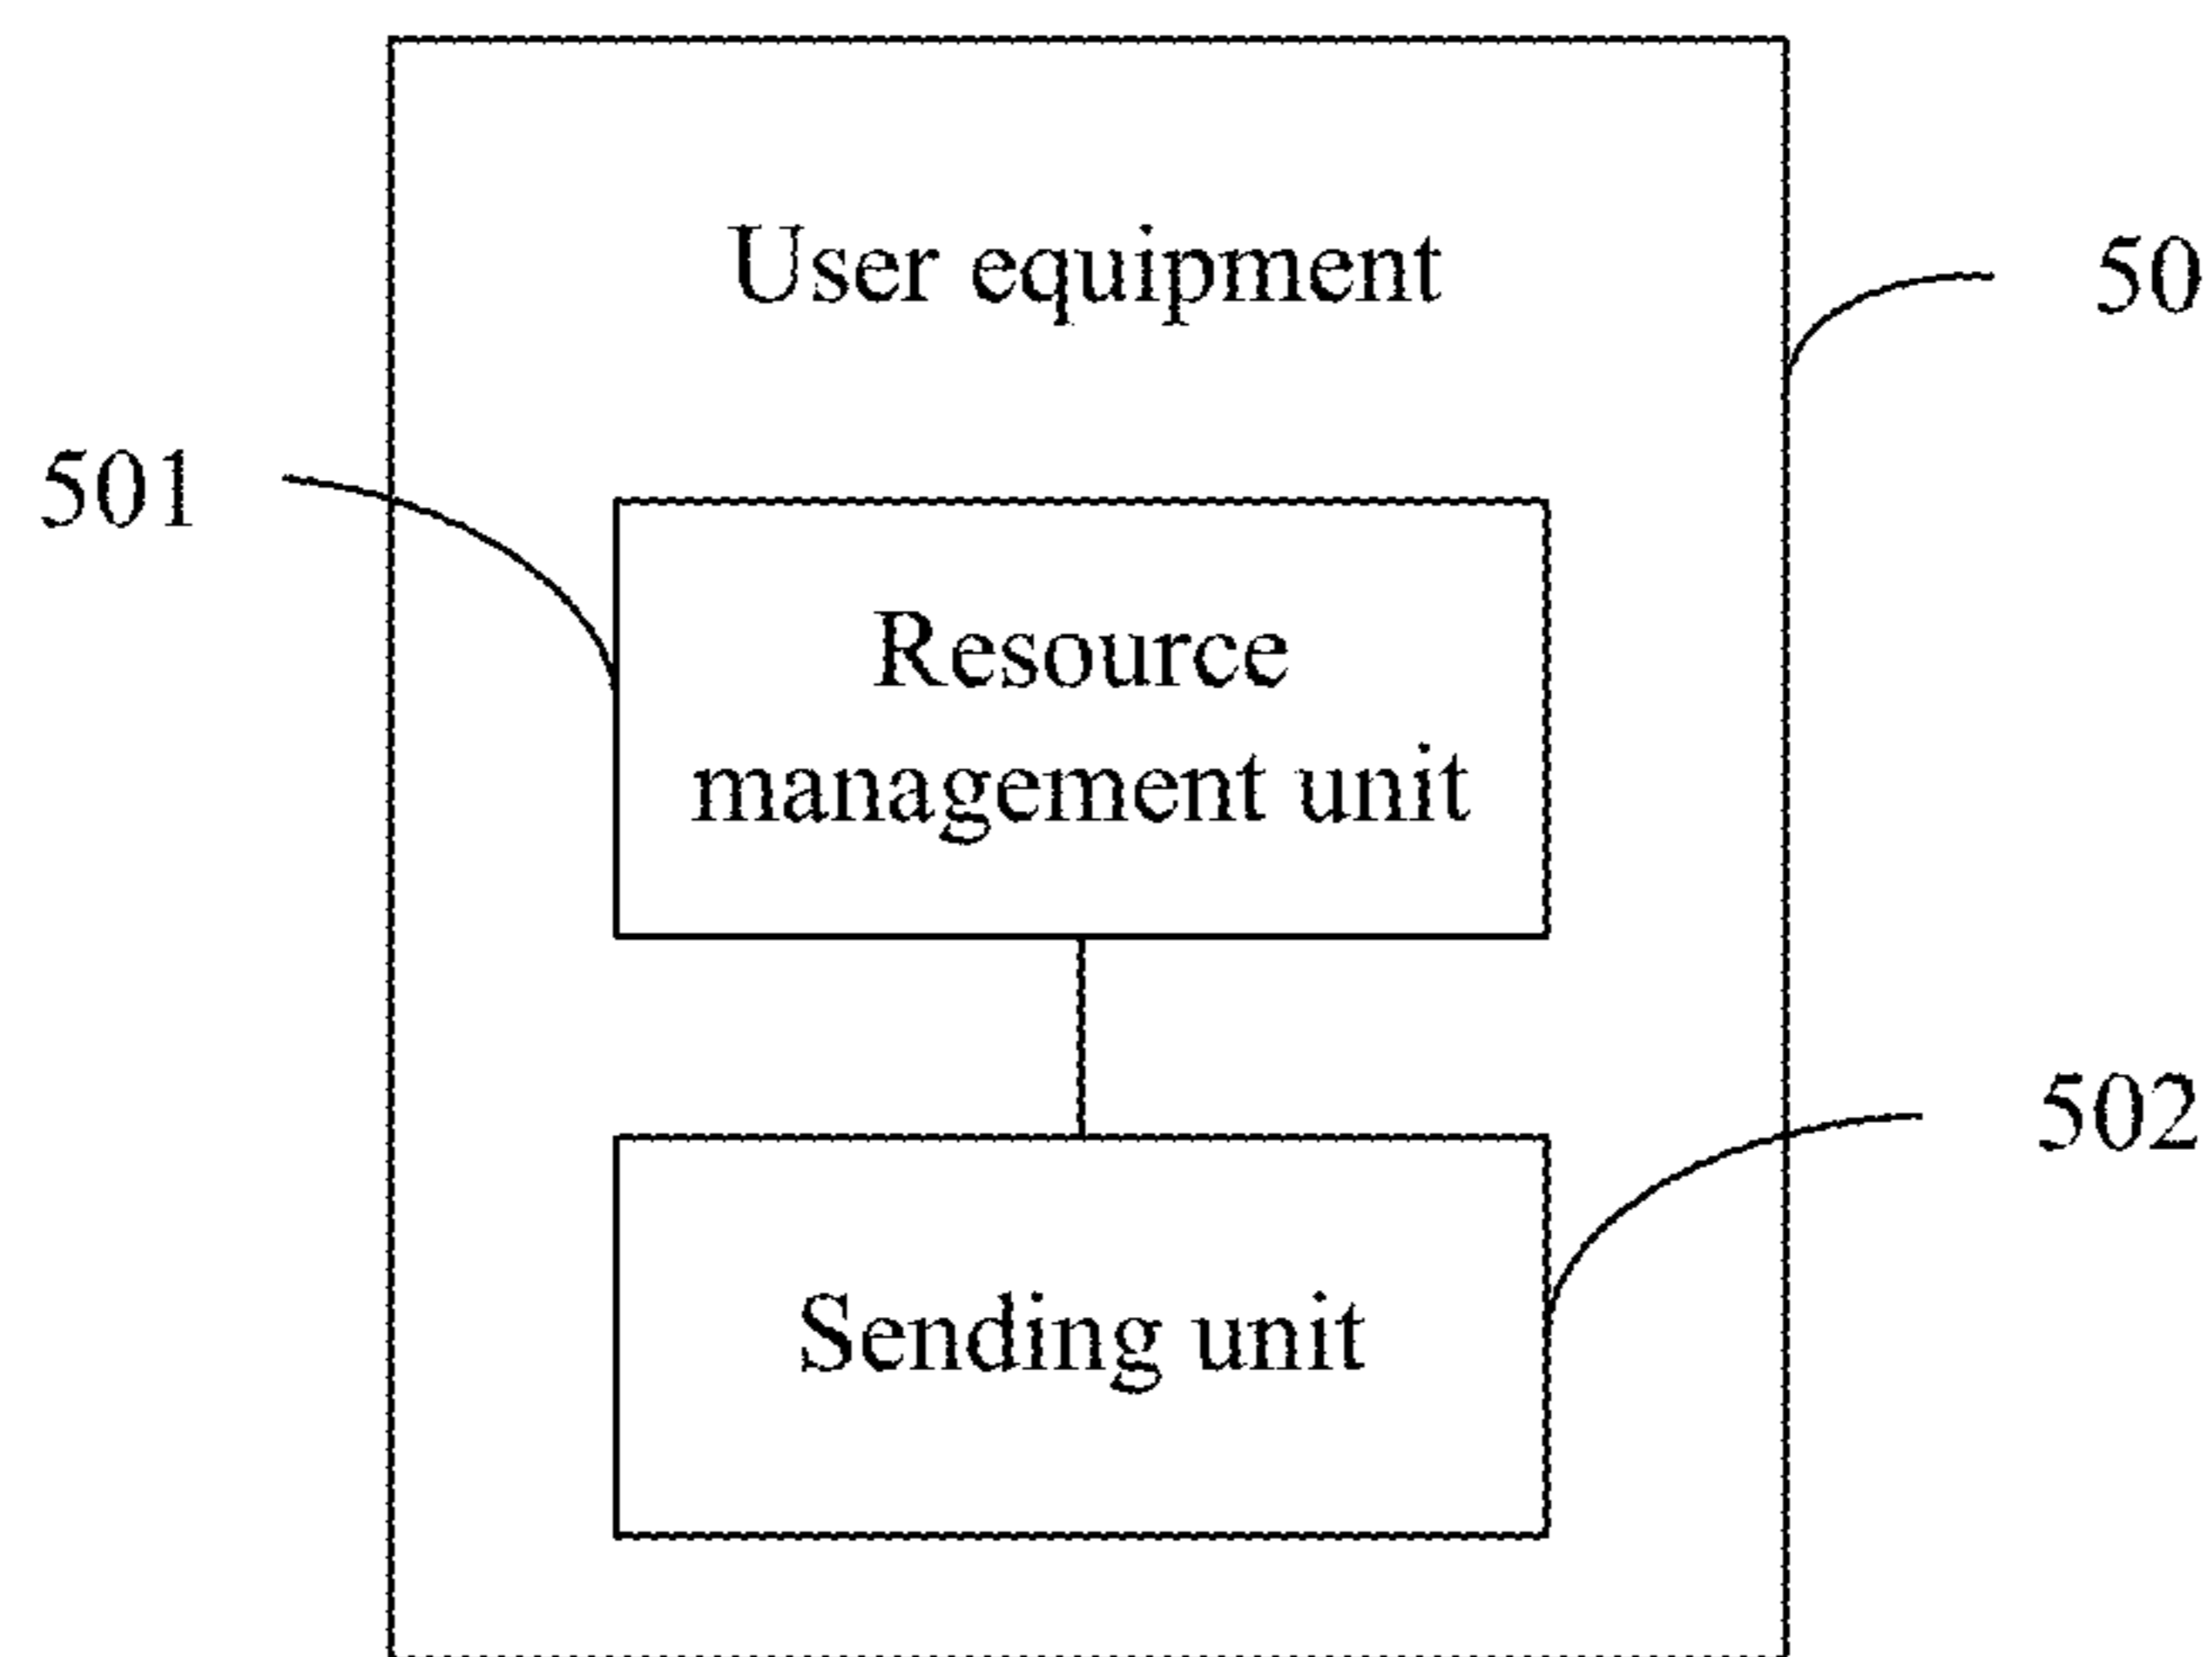 User equipment
50
501
Resource
management unit
502
Sending unit